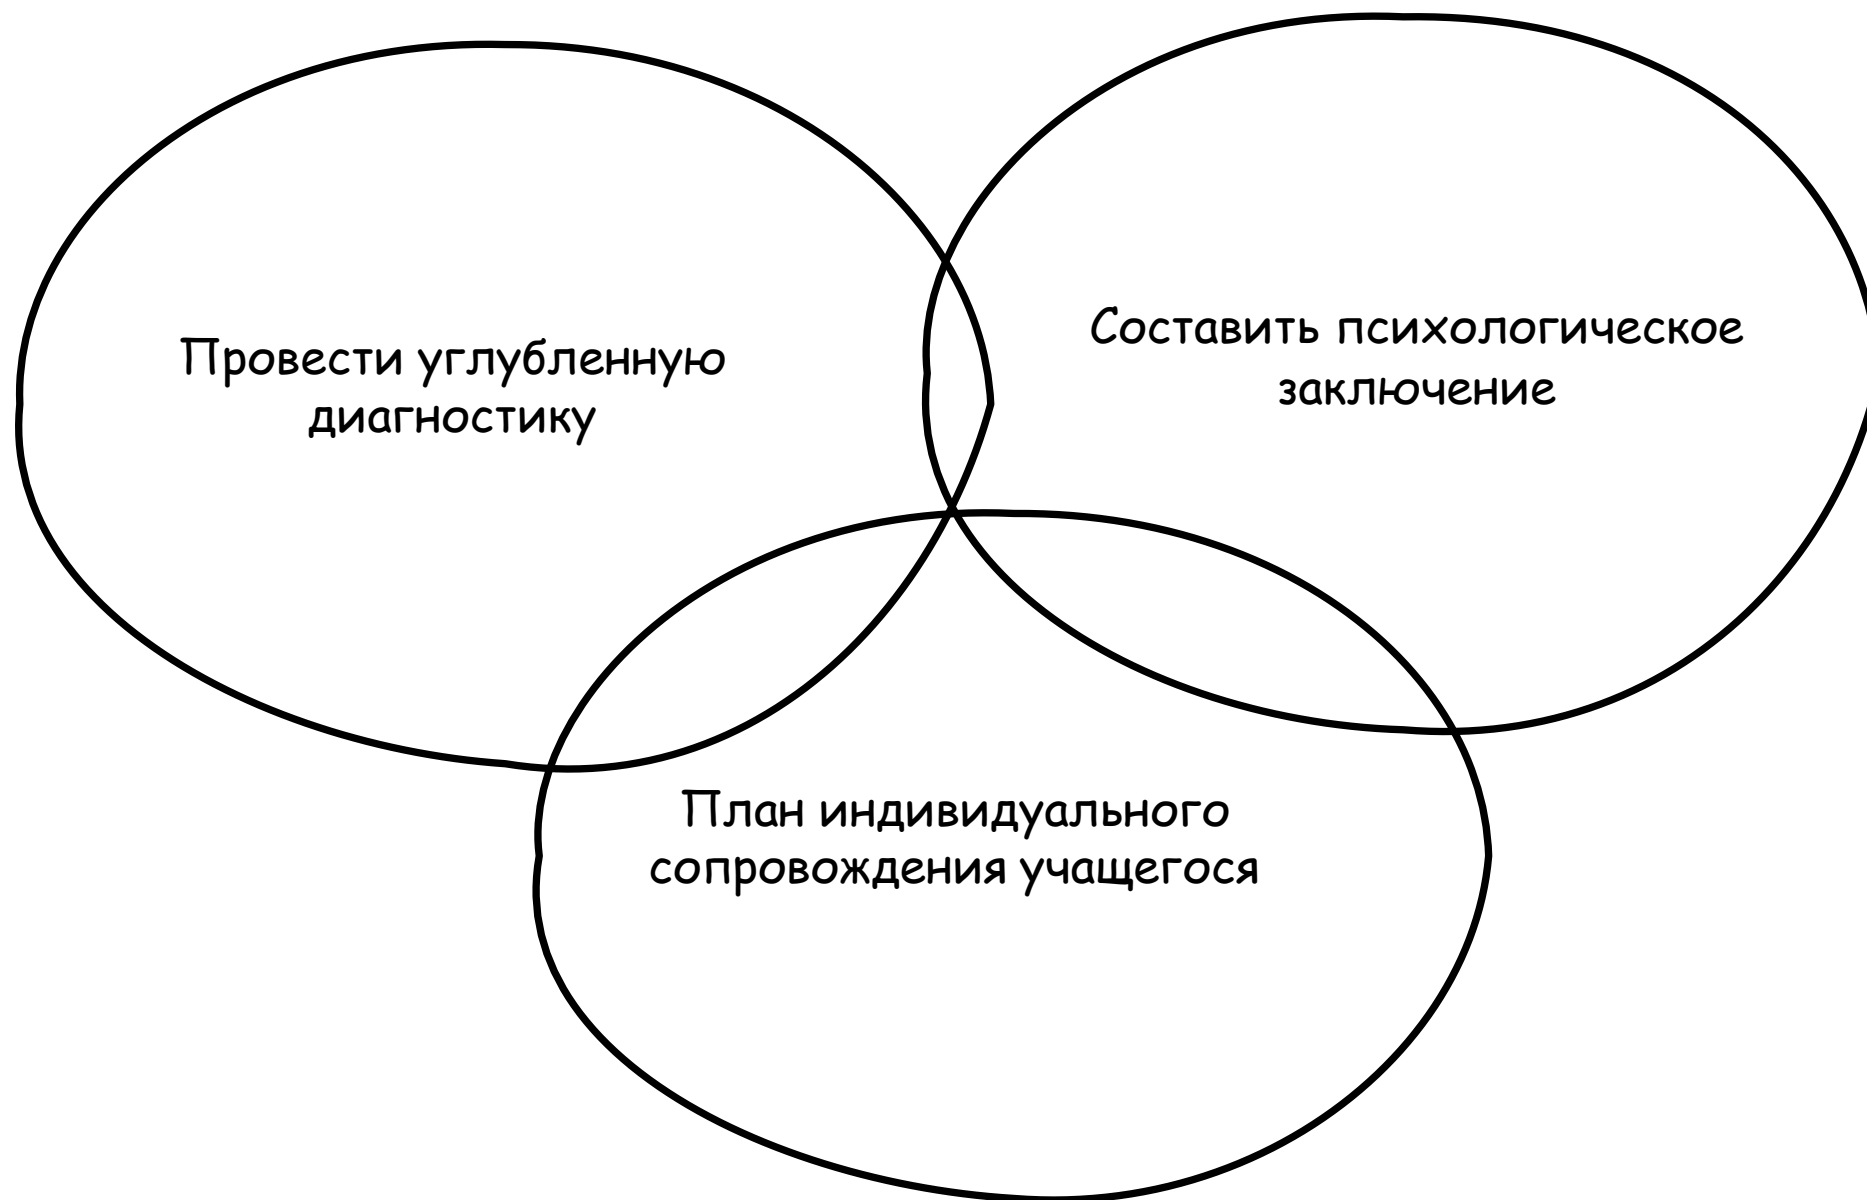 Провести углубленную
диагностику
Составить психологическое
заключение
План индивидуального
сопровождения учащегося